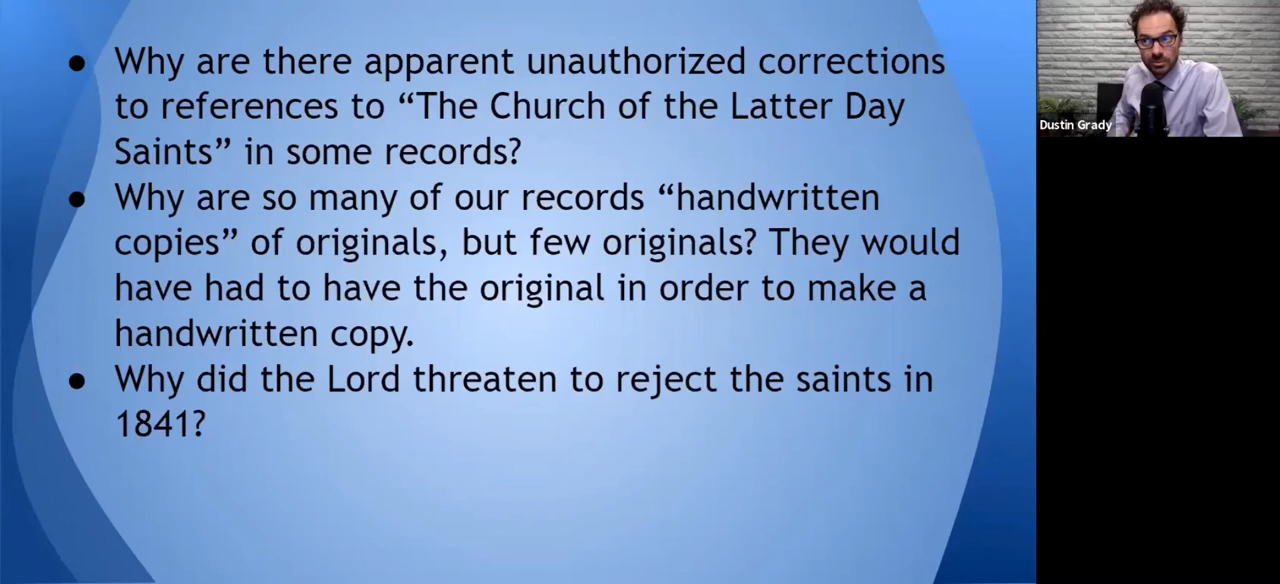 ● Why are there apparent unauthorized corrections
to references to “The Church of the Latter Day
Saints” in some records?
● Why are so many of our records “handwritten
copies” of originals, but few originals? They would
have had to have the original in order to make a
handwritten copy.
● Why did the Lord threaten to reject the saints in
1841?
Dustin Grady